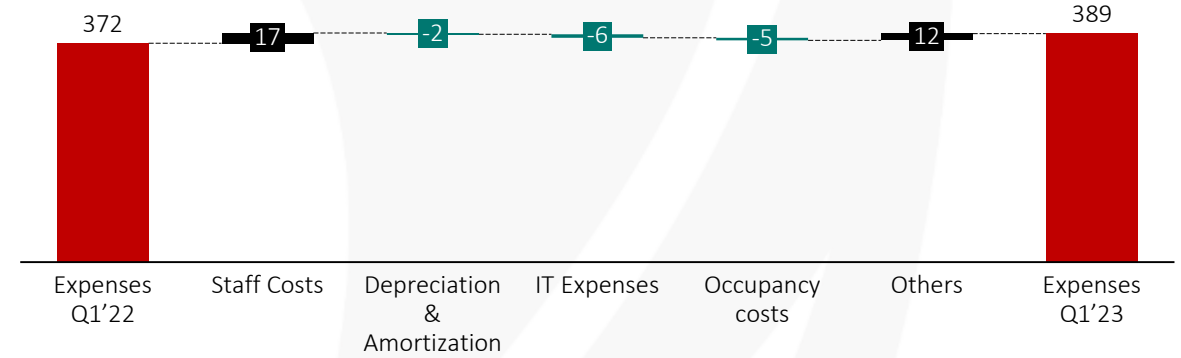 372
17
-2
-6
-5
12
389
Expenses
Q1’22
Staff Costs
Depreciation
&
Amortization
IT Expenses
Occupancy
costs
Others
Expenses
Q1’23